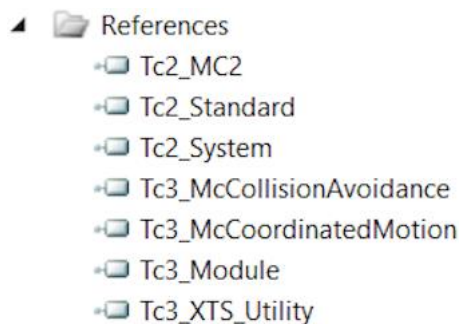 References
Tc2_MC2
Tc2_Standard
Tc2_System
Tc3_McCollisionAvoidance
Tc3_McCoordinatedMotion
Tc3_Module
Tc3_XTS_Utility